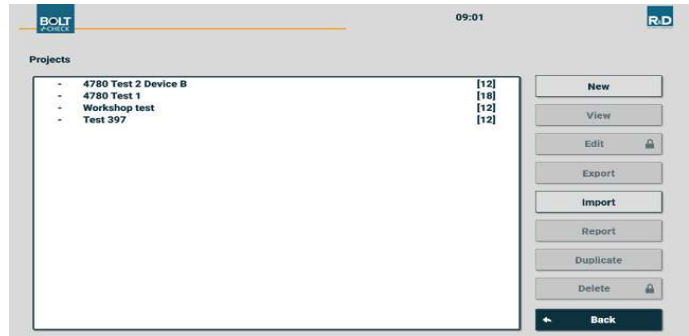 BOLT
CHECK
09:01
R&D
Projects
- 4780 Test 2 Device B [12]
- 4780 Test 1 [18]
- Workshop test [12]
- Test 397 [12]
New
View
Edit
Export
Import
Report
Duplicate
Delete
Back